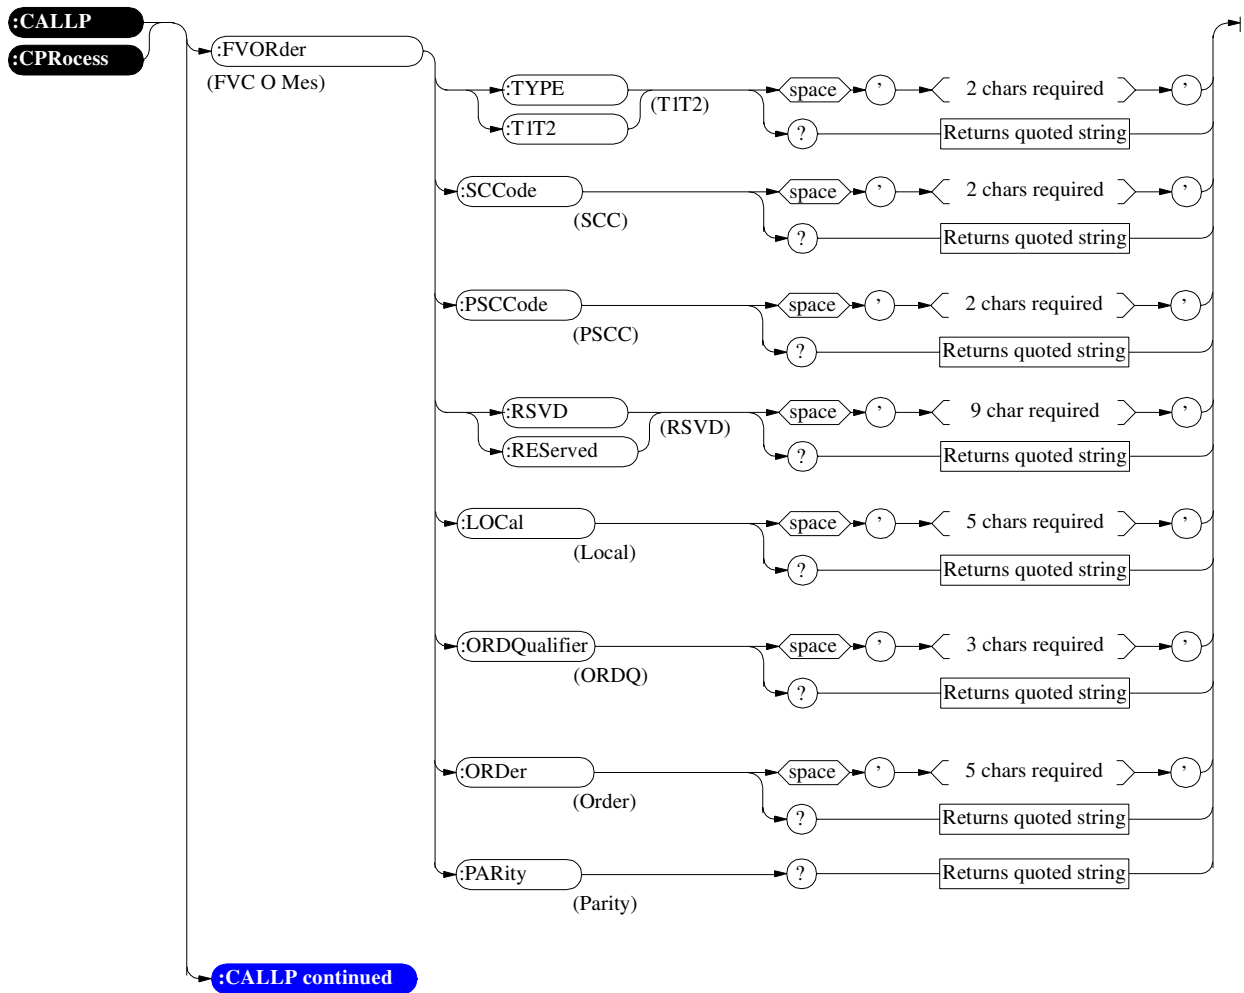 :CALLP
:CPRocess
:FVORder
(FVC O Mes)
:TYPE
(T1T2)
space
’
2 chars required
’
:T1T2
?
Returns quoted string
:SCCode
(SCC)
space
’
2 chars required
’
?
Returns quoted string
:PSCCode
(PSCC)
space
’
2 chars required
’
?
Returns quoted string
:RSVD
(RSVD)
space
’
9 char required
’
:REServed
?
Returns quoted string
:LOCal
(Local)
space
’
5 chars required
’
?
Returns quoted string
:ORDQualifier
(ORDQ)
space
’
3 chars required
’
?
Returns quoted string
:ORDer
(Order)
space
’
5 chars required
’
?
Returns quoted string
:PARity
(Parity)
?
Returns quoted string
:CALLP continued